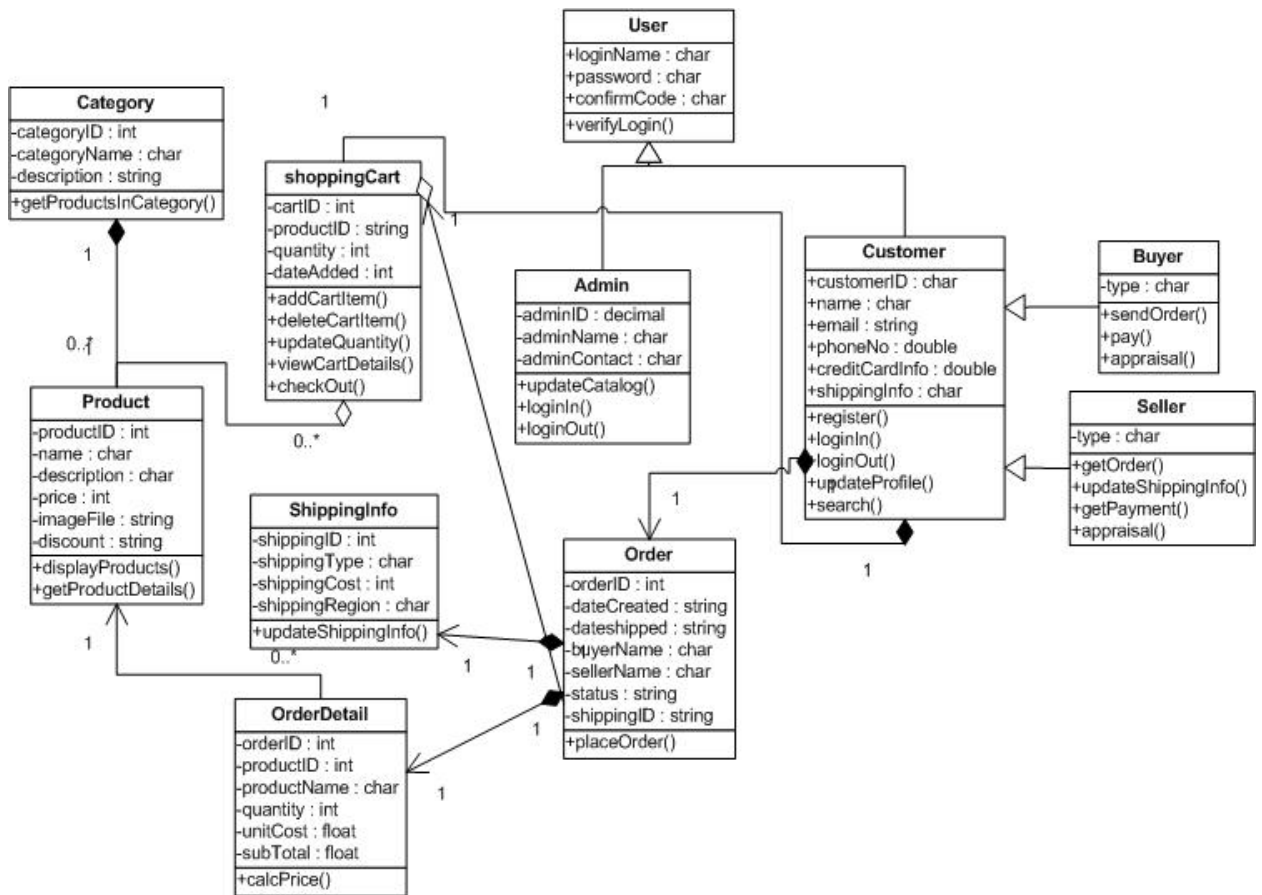 User
+loginName : char
+password : char
+confirmCode : char
+verifyLogin()
Category
-categoryID : int
-categoryName : char
-description : string
+getProductsInCategory()
1
0..*
1
1
shoppingCart
-cartID : int
-productID : string
-quantity : int
-dateAdded : int
+addCartItem()
+deleteCartItem()
+updateQuantity()
+viewCartDetails()
+checkOut()
1
0..*
Admin
-adminID : decimal
-adminName : char
-adminContact : char
+updateCatalog()
+loginIn()
+loginOut()
Customer
+customerID : char
+name : char
+email : string
+phoneNo : double
+creditCardInfo : double
+shippingInfo : char
+register()
+loginIn()
+loginOut()
+updateProfile()
1
+search()
1
Buyer
-type : char
+sendOrder()
+pay()
+appraisal()
Seller
-type : char
+getOrder()
+updateShippingInfo()
+getPayment()
+appraisal()
Product
-productID : int
-name : char
-description : char
-price : int
-imageFile : string
-discount : string
+displayProducts()
+getProductDetails()
1
ShippingInfo
-shippingID : int
-shippingType : char
-shippingCost : int
-shippingRegion : char
+updateShippingInfo()
0..*
1
1
1
Order
-orderID : int
-dateCreated : string
-dateshipped : string
-buyerName : char
1
-sellerName : char
-status : string
-shippingID : string
+placeOrder()
1
1
OrderDetail
-orderID : int
-productID : int
-productName : char
-quantity : int
-unitCost : float
-subTotal : float
+calcPrice()